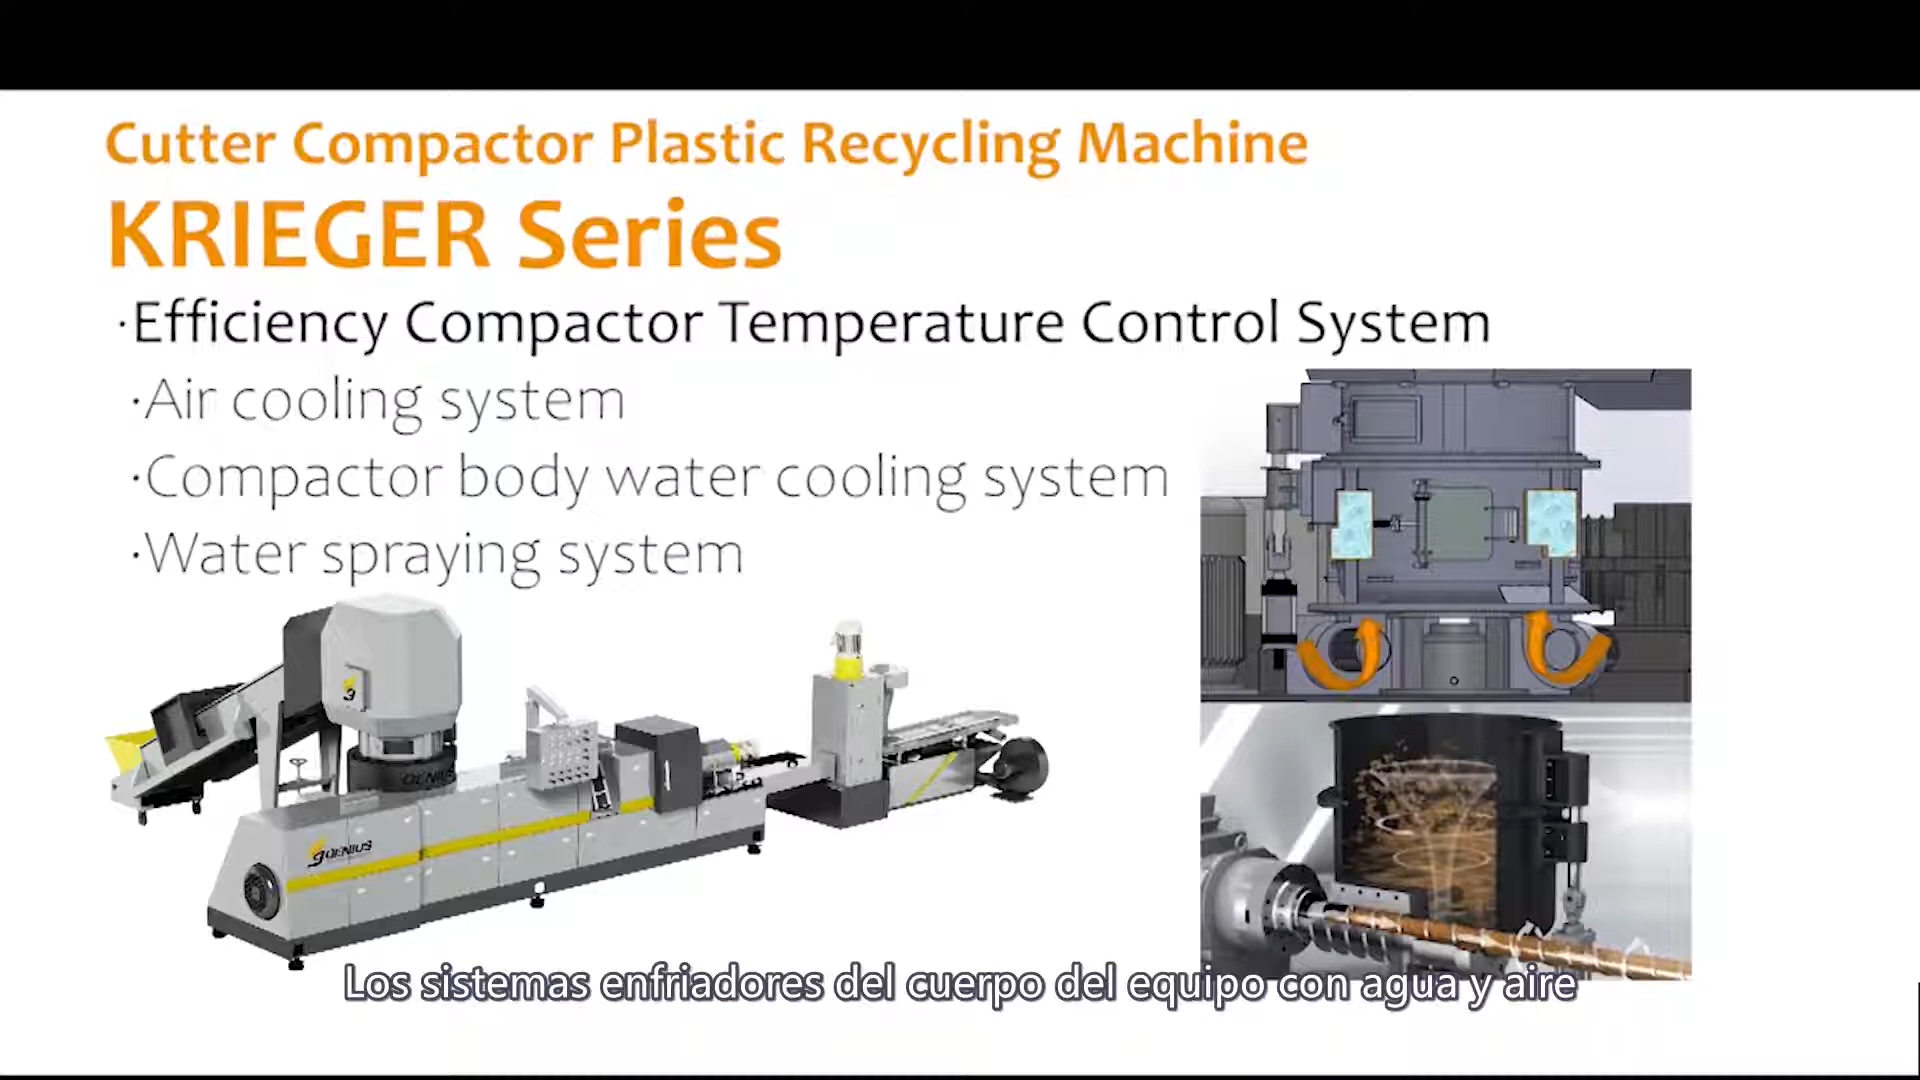 Cutter Compactor Plastic Recycling Machine
KRIEGER Series
·Efficiency Compactor Temperature Control System
·Air cooling system
·Compactor body water cooling system
·Water spraying system
GENIUS
GENIUS
Los sistemas enfriadores del cuerpo del equipo con agua y aire